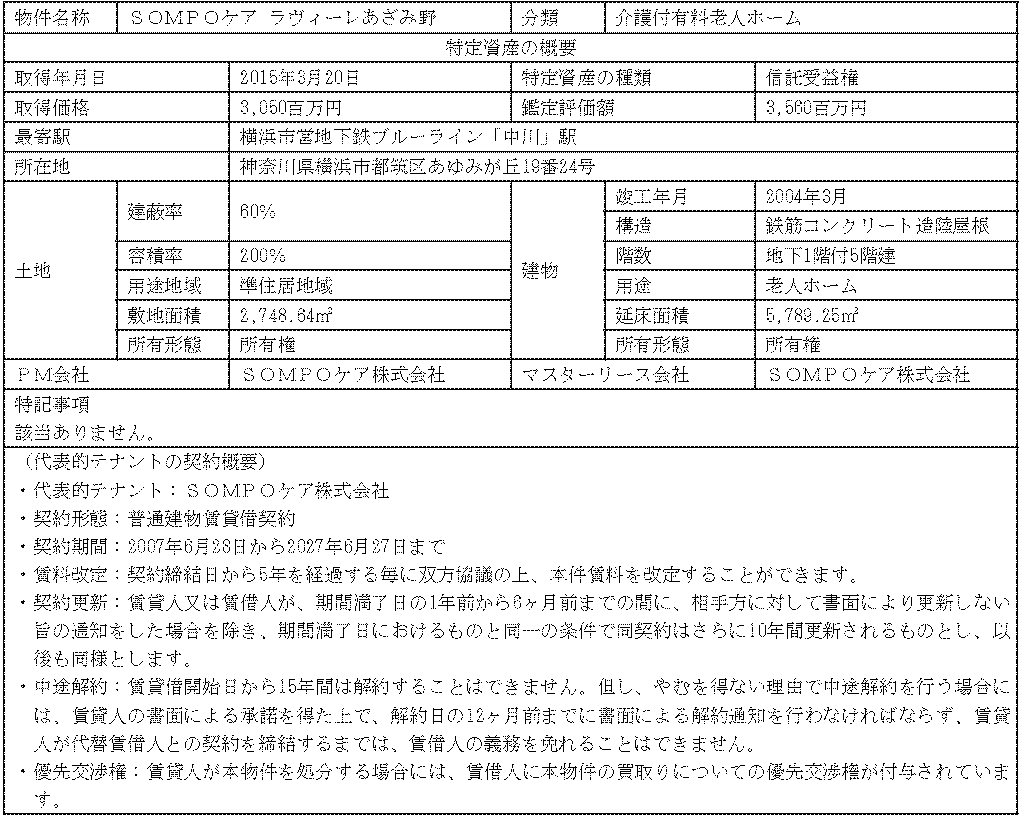 物件名称 ＳＯＭＰＯケア ラヴィーレあざみ野 分類 介護付有料老人ホーム
特定資産の概要
取得年月日 2015年3月20日 特定資産の種類 信託受益権
取得価格 3,050百万円 鑑定評価額 3,560百万円
最寄駅 横浜市営地下鉄ブルーライン「中川」駅
所在地 神奈川県横浜市都筑区あゆみが丘19番24号
土地 建蔽率 60% 建物 竣工年月 2004年3月
構造 鉄筋コンクリート造陸屋根
容積率 200% 階数 地下1階付5階建
用途地域 準住居地域 用途 老人ホーム
敷地面積 2,748.64㎡ 延床面積 5,789.25㎡
所有形態 所有権 所有形態 所有権
ＰＭ会社 ＳＯＭＰＯケア株式会社 マスターリース会社 ＳＯＭＰＯケア株式会社
特記事項
該当ありません。
（代表的テナントの契約概要）
・代表的テナント：ＳＯＭＰＯケア株式会社
・契約形態：普通建物賃貸借契約
・契約期間：2007年6月28日から2027年6月27日まで
・賃料改定：契約締結日から5年を経過する毎に双方協議の上、本件賃料を改定することができます。
・契約更新：賃貸人又は賃借人が、期間満了日の1年前から6ヶ月前までの間に、相手方に対して書面により更新しない
旨の通知をした場合を除き、期間満了日におけるものと同一の条件で同契約はさらに10年間更新されるものとし、以
後も同様とします。
・中途解約：賃貸借開始日から15年間は解約することはできません。但し、やむを得ない理由で中途解約を行う場合に
は、賃貸人の書面による承諾を得た上で、解約日の12ヶ月前までに書面による解約通知を行わなければならず、賃貸
人が代替賃借人との契約を締結するまでは、賃借人の義務を免れることはできません。
・優先交渉権：賃貸人が本物件を処分する場合には、賃借人に本物件の買取りについての優先交渉権が付与されていま
す。